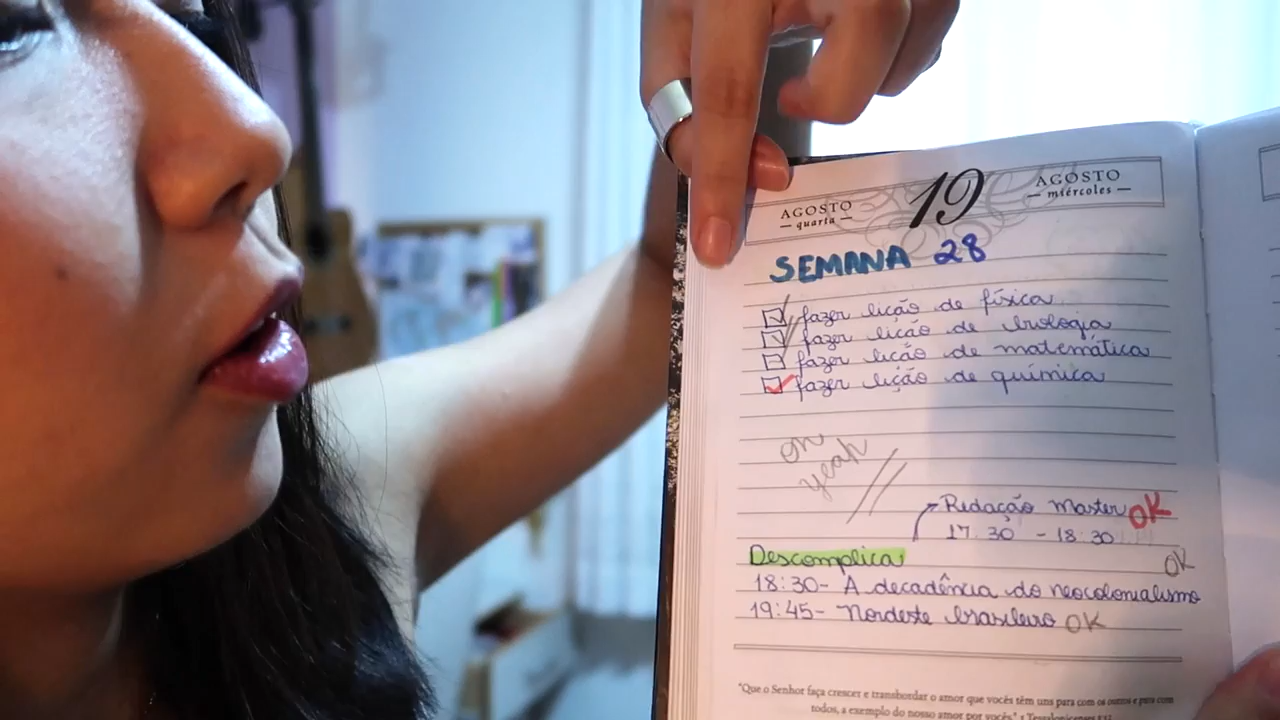 AGOSTO
— quarta —
19
AGOSTO
— miércoles —
SEMANA 28
fazer lição de física
fazer lição de biologia
fazer lição de matemática
fazer lição de química
oh
yeah
Redação Master OK
17:30 - 18:30
Descomplica
OK
18:30- A decadência do neocolonialismo
19:45- Nordeste brasileiro OK
"Que o Senhor faça crescer e transbordar o amor que vocês têm uns para com os outros e para com
todos, a exemplo do nosso amor por vocês"